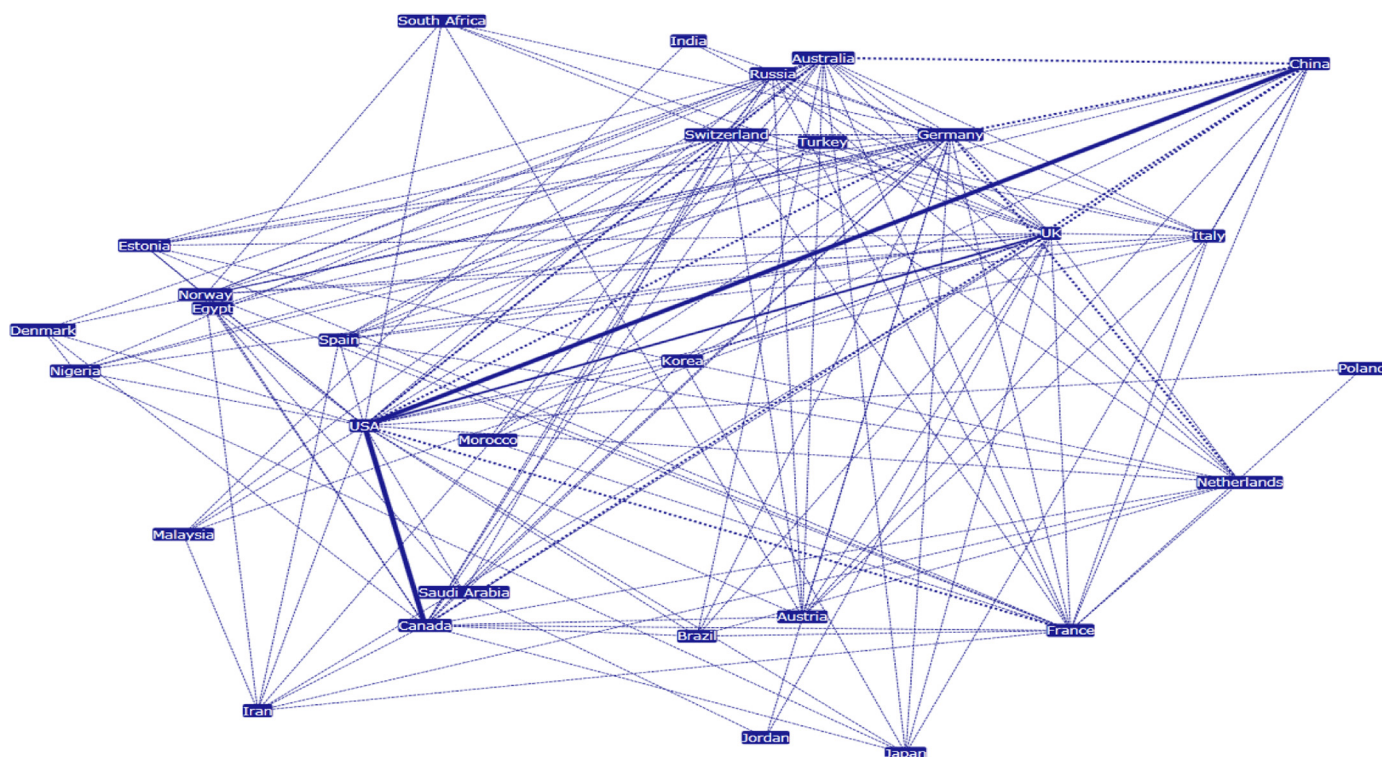 South Africa
India
Australia
China
Russia
Switzerland
Germany
Turkey
UK
Italy
Estonia
Norway
Egypt
Denmark
Spain
Korea
Nigeria
Poland
USA
Morocco
Netherlands
Malaysia
Saudi Arabia
Austria
Canada
Brazil
France
Iran
Jordan
Japan